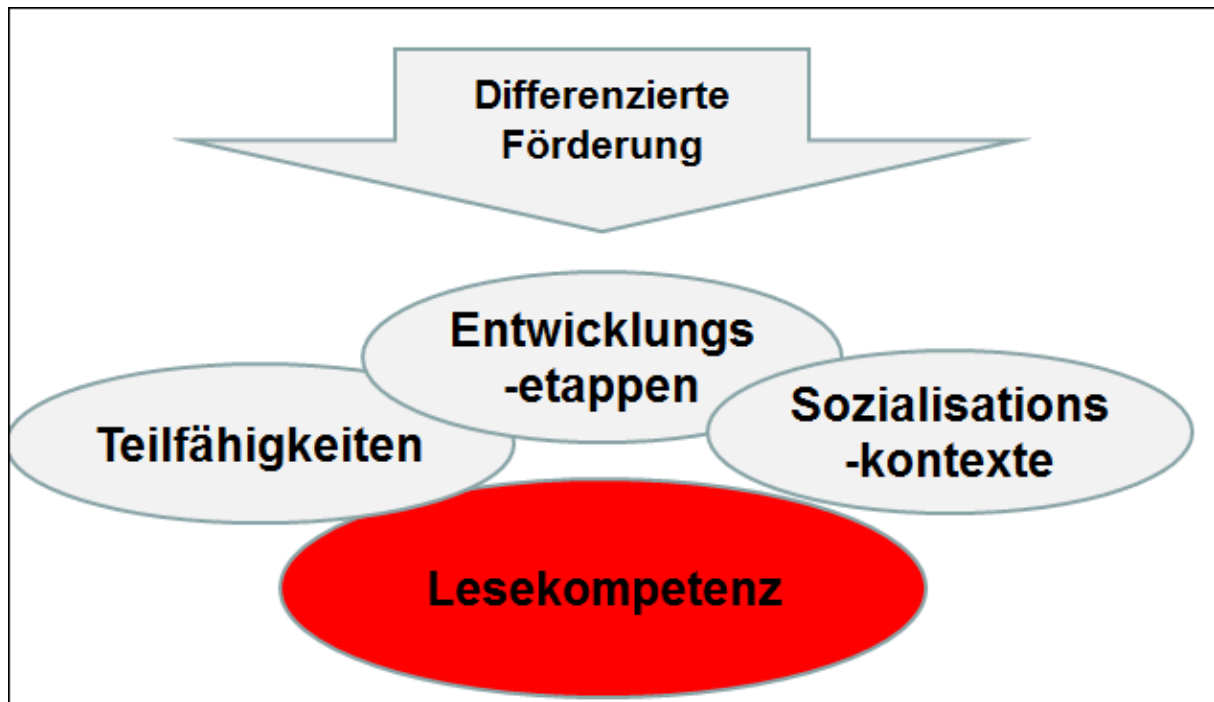 Differenzierte
Förderung
Entwicklungs
-etappen
Teilfähigkeiten
Sozialisations
-kontexte
Lesekompetenz